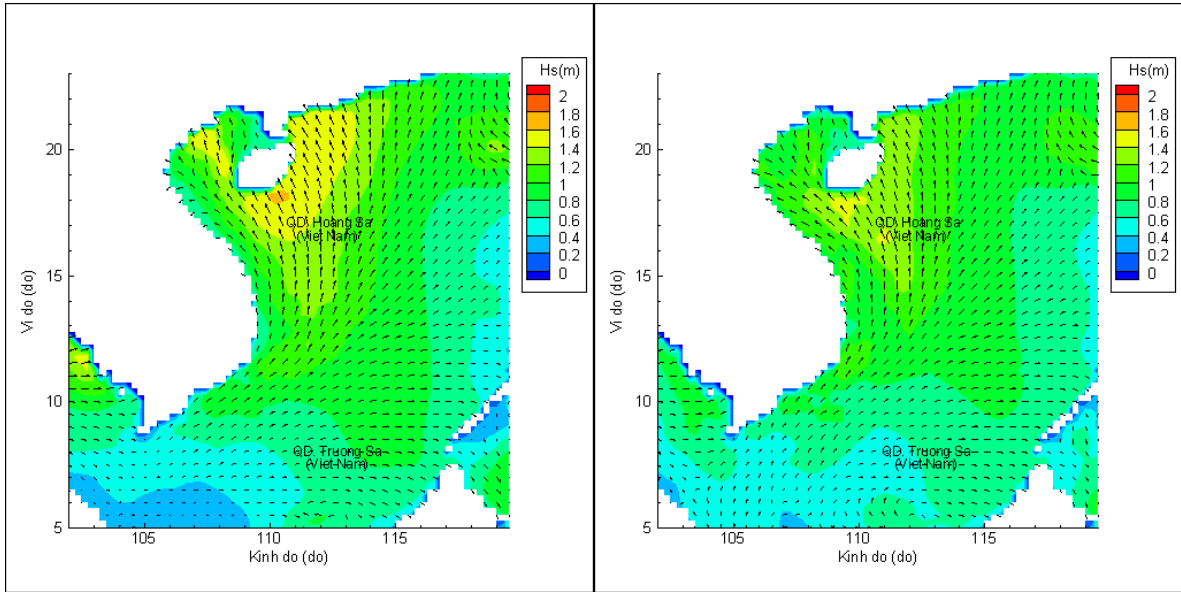 Hs(m)
2
1.8
1.6
1.4
1.2
1
0.8
0.6
0.4
0.2
0
20
15
10
5
Vi do (do)
QD. Hoang Sa
(Viet Nam)
QD. Truong Sa
(Viet-Nam)
105
110
115
Kinh do (do)
Hs(m)
2
1.8
1.6
1.4
1.2
1
0.8
0.6
0.4
0.2
0
20
15
10
5
Vi do (do)
QD. Hoang Sa
(Viet Nam)
QD. Truong Sa
(Viet-Nam)
105
110
115
Kinh do (do)